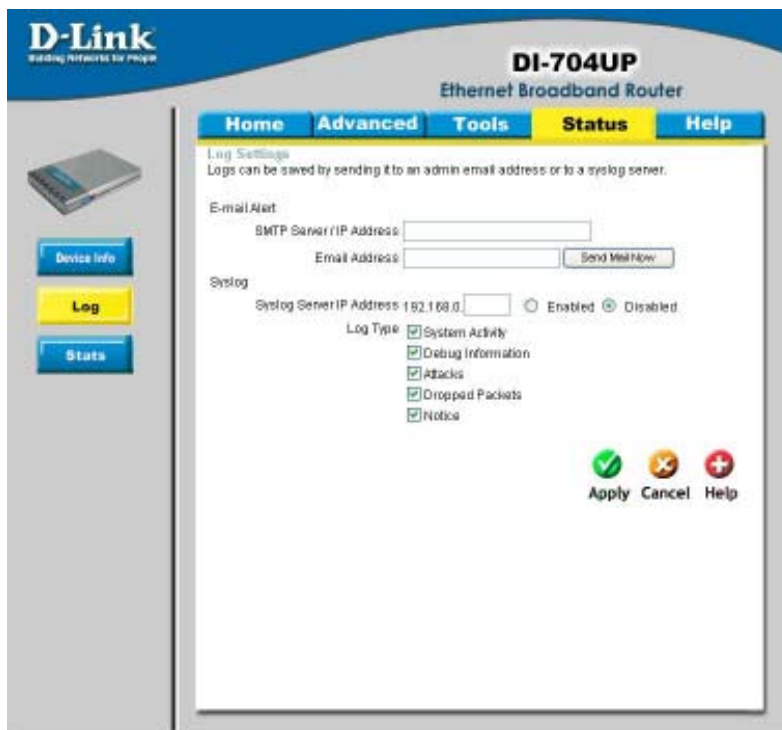 D-Link
Building Networks for People
DI-704UP
Ethernet Broadband Router
Home Advanced Tools Status Help
Device Info
Log
Stats
Log Settings
Logs can be saved by sending it to an admin email address or to a syslog server.
E-mail Alert
SMTP Server / IP Address
Email Address Send Mail Now
Syslog
Syslog Server IP Address 192.168.0. Enabled Disabled
Log Type System Activity
Debug Information
Attacks
Dropped Packets
Notice
Apply Cancel Help